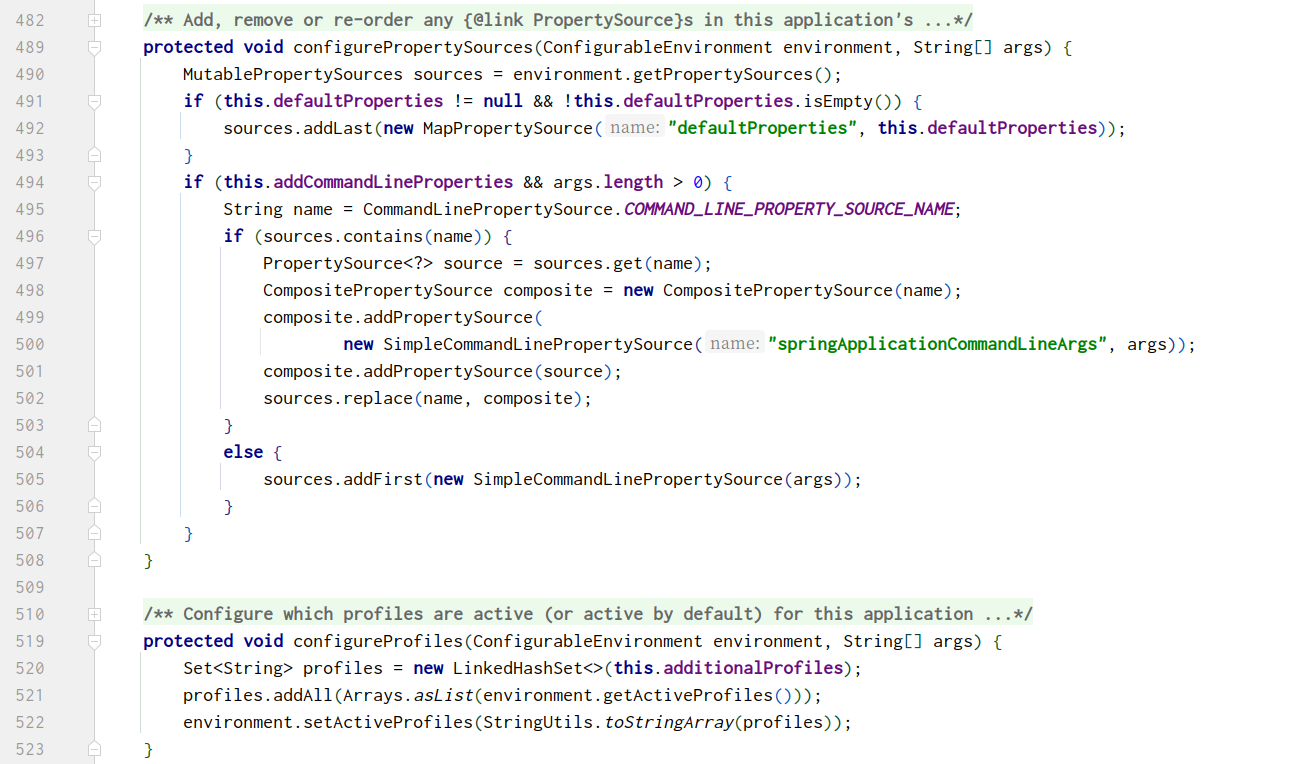 482 /** Add, remove or re-order any {@link PropertySource}s in this application's ...*/
489 protected void configurePropertySources(ConfigurableEnvironment environment, String[] args) {
490 MutablePropertySources sources = environment.getPropertySources();
491 if (this.defaultProperties != null && !this.defaultProperties.isEmpty()) {
492 sources.addLast(new MapPropertySource( name: "defaultProperties", this.defaultProperties));
493 }
494 if (this.addCommandLineProperties && args.length > 0) {
495 String name = CommandLinePropertySource.COMMAND_LINE_PROPERTY_SOURCE_NAME;
496 if (sources.contains(name)) {
497 PropertySource<?> source = sources.get(name);
498 CompositePropertySource composite = new CompositePropertySource(name);
499 composite.addPropertySource(
500 new SimpleCommandLinePropertySource( name: "springApplicationCommandLineArgs", args));
501 composite.addPropertySource(source);
502 sources.replace(name, composite);
503 }
504 else {
505 sources.addFirst(new SimpleCommandLinePropertySource(args));
506 }
507 }
508 }
509
510 /** Configure which profiles are active (or active by default) for this application ...*/
519 protected void configureProfiles(ConfigurableEnvironment environment, String[] args) {
520 Set<String> profiles = new LinkedHashSet<>(this.additionalProfiles);
521 profiles.addAll(Arrays.asList(environment.getActiveProfiles()));
522 environment.setActiveProfiles(StringUtils.toStringArray(profiles));
523 }